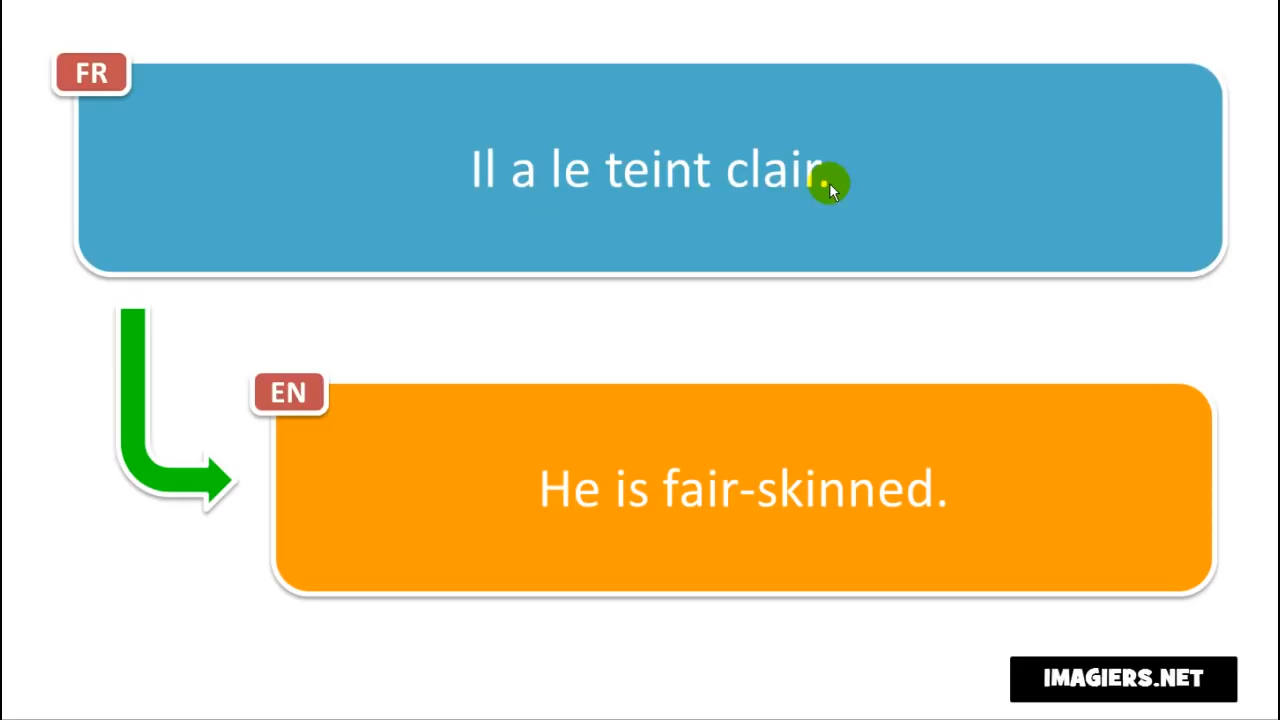 FR
Il a le teint clair.
EN
He is fair-skinned.
IMAGIERS.NET